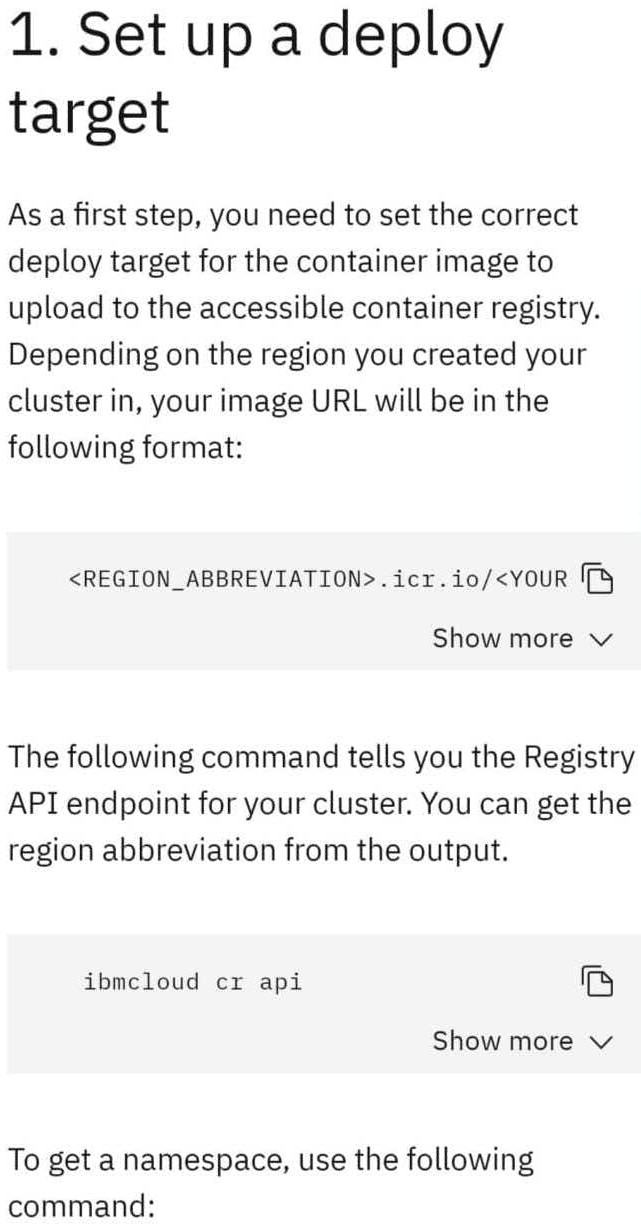 1. Set up a deploy
target
As a first step, you need to set the correct
deploy target for the container image to
upload to the accessible container registry.
Depending on the region you created your
cluster in, your image URL will be in the
following format:
<REGION_ABBREVIATION>.icr.io/<YOUR
Show more
The following command tells you the Registry
API endpoint for your cluster. You can get the
region abbreviation from the output.
ibmcloud cr api
Show more
To get a namespace, use the following
command: